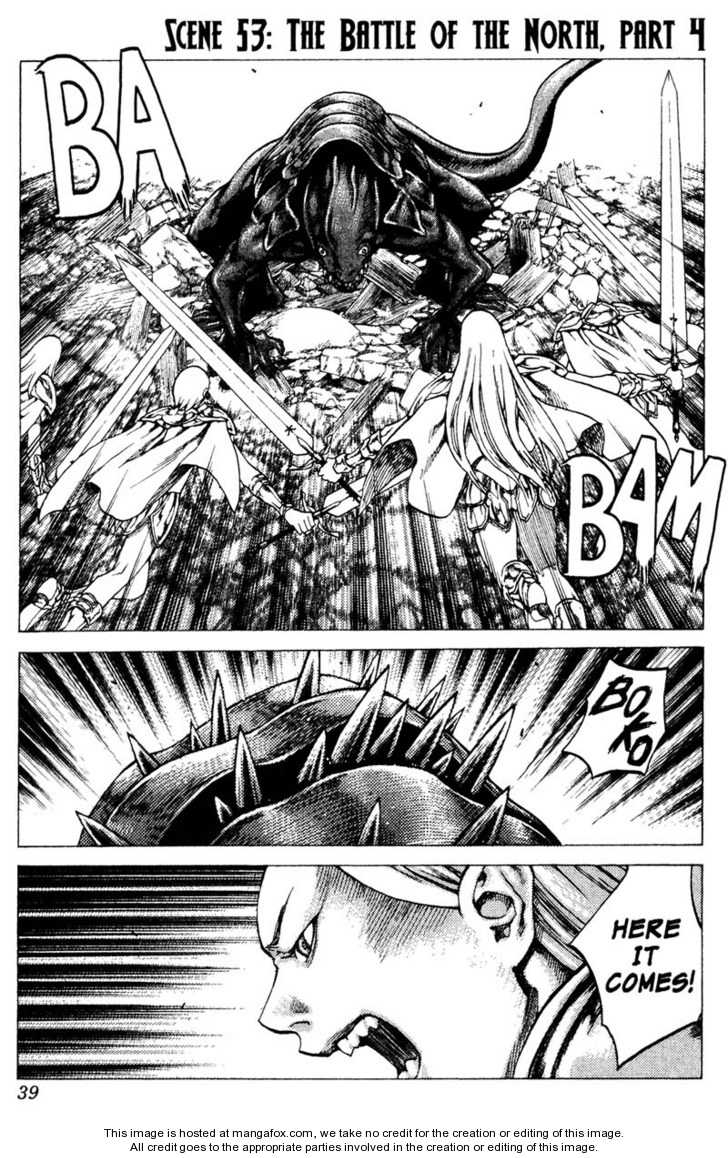 SCENE 53: THE BATTLE OF THE NORTH, PART 4
BA
BAM
BOKO
HERE
IT
COMES!
39
This image is hosted at mangafox.com, we take no credit for the creation or editing of this image.
All credit goes to the appropriate parties involved in the creation or editing of this image.